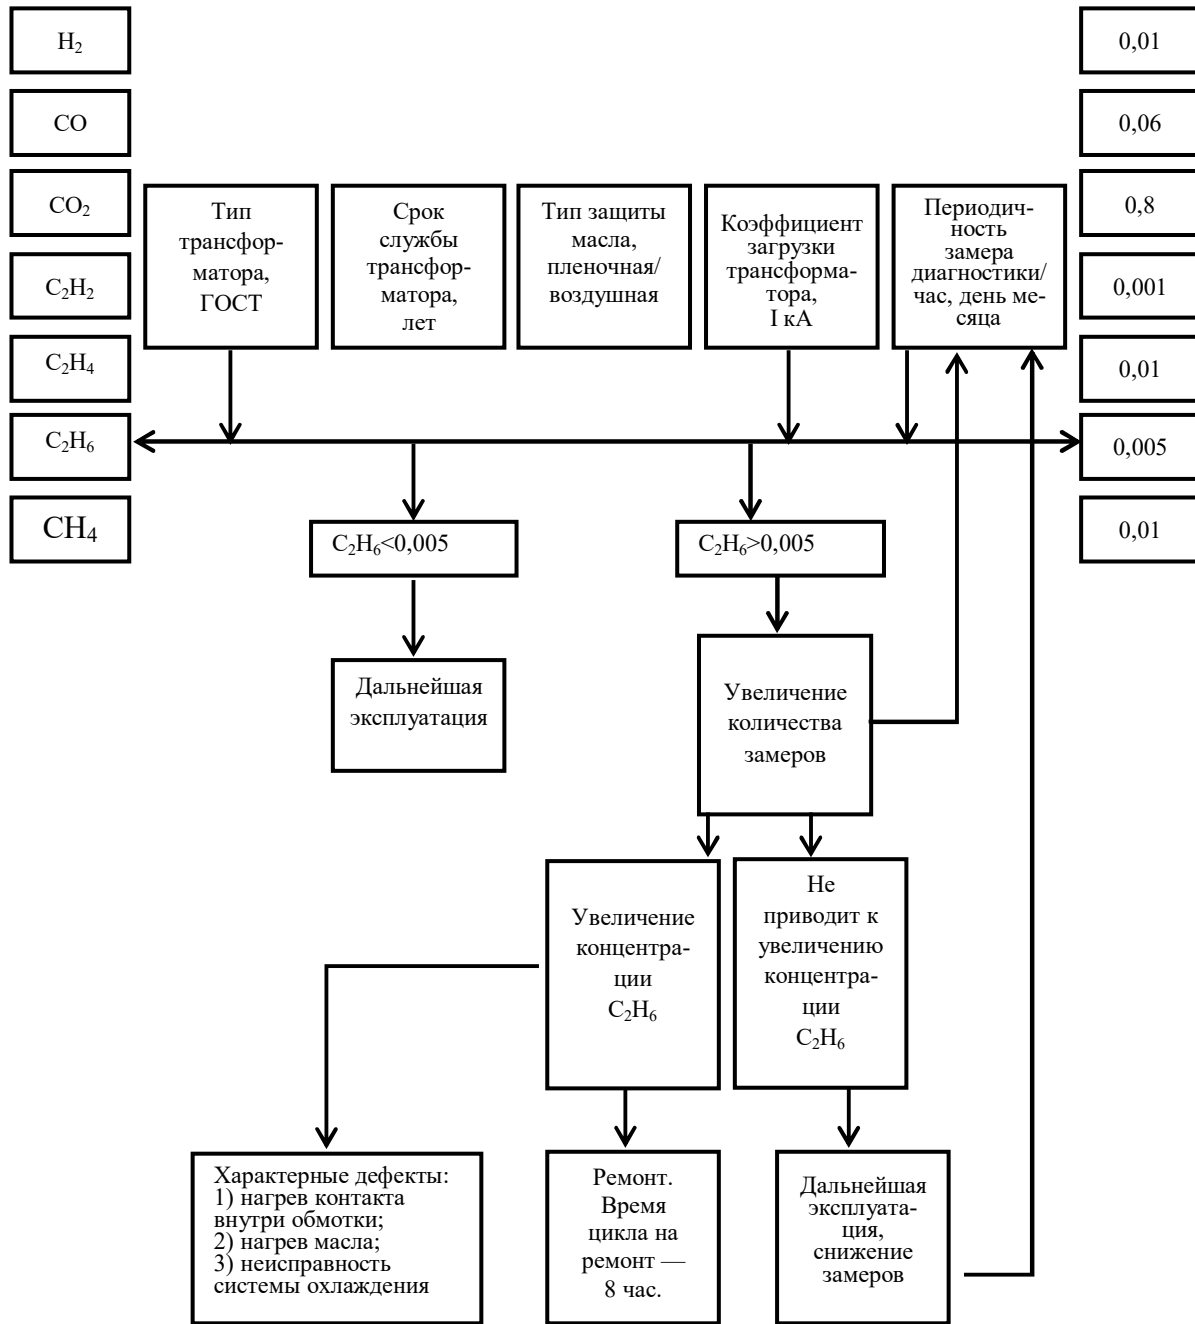 H₂
CO
CO₂
C₂H₂
C₂H₄
C₂H₆
CH₄
Тип
трансфор-
матора,
ГОСТ
Срок
службы
трансфор-
матора,
лет
Тип защиты
масла,
пленочная/
воздушная
Коэффициент
загрузки
трансформа-
тора,
I кА
Периодич-
ность
замера
диагностики/
час, день ме-
сяца
0,01
0,06
0,8
0,001
0,01
0,005
0,01
C₂H₆<0,005
C₂H₆>0,005
Дальнейшая
эксплуатация
Увеличение
количества
замеров
Увеличение
концентра-
ции
C₂H₆
Не
приводит к
увеличению
концентра-
ции
C₂H₆
Характерные дефекты:
1) нагрев контакта
внутри обмотки;
2) нагрев масла;
3) неисправность
системы охлаждения
Ремонт.
Время
цикла на
ремонт —
8 час.
Дальнейшая
эксплуата-
ция,
снижение
замеров